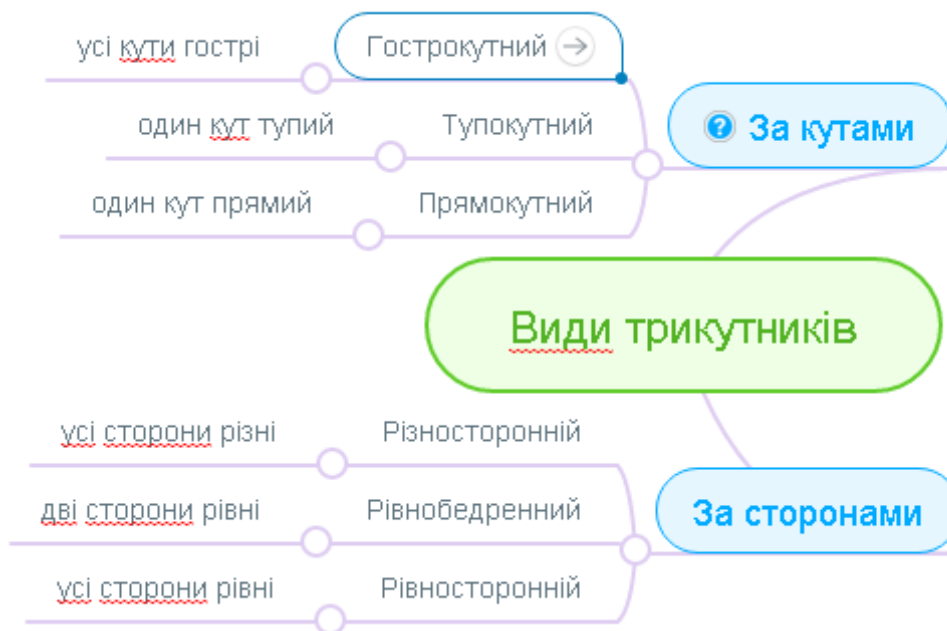 усі кути гострі
Гострокутний
За кутами
один кут тупий
Тупокутний
один кут прямий
Прямокутний
Види трикутників
усі сторони різні
Різносторонній
дві сторони рівні
Рівнобедренний
За сторонами
усі сторони рівні
Рівносторонній